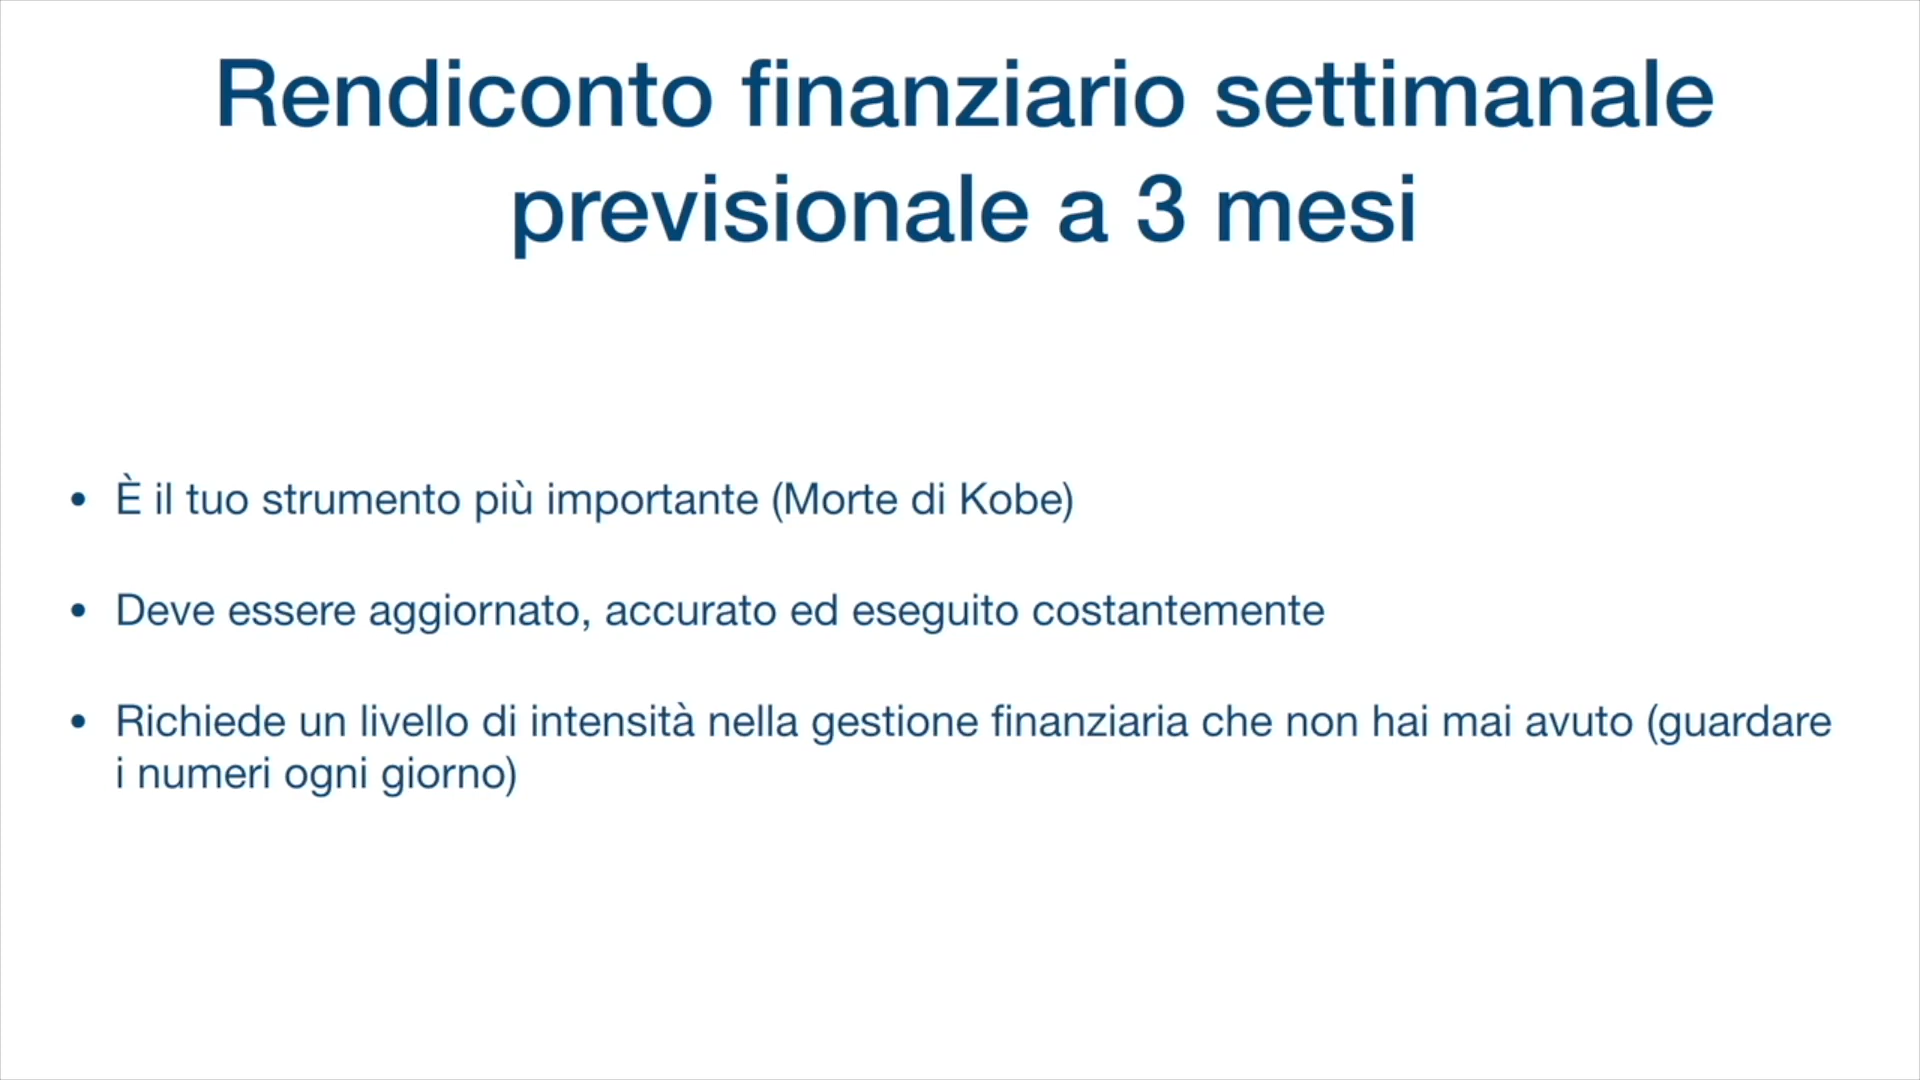 Rendiconto finanziario settimanale
previsionale a 3 mesi
• È il tuo strumento più importante (Morte di Kobe)
• Deve essere aggiornato, accurato ed eseguito costantemente
• Richiede un livello di intensità nella gestione finanziaria che non hai mai avuto (guardare
i numeri ogni giorno)